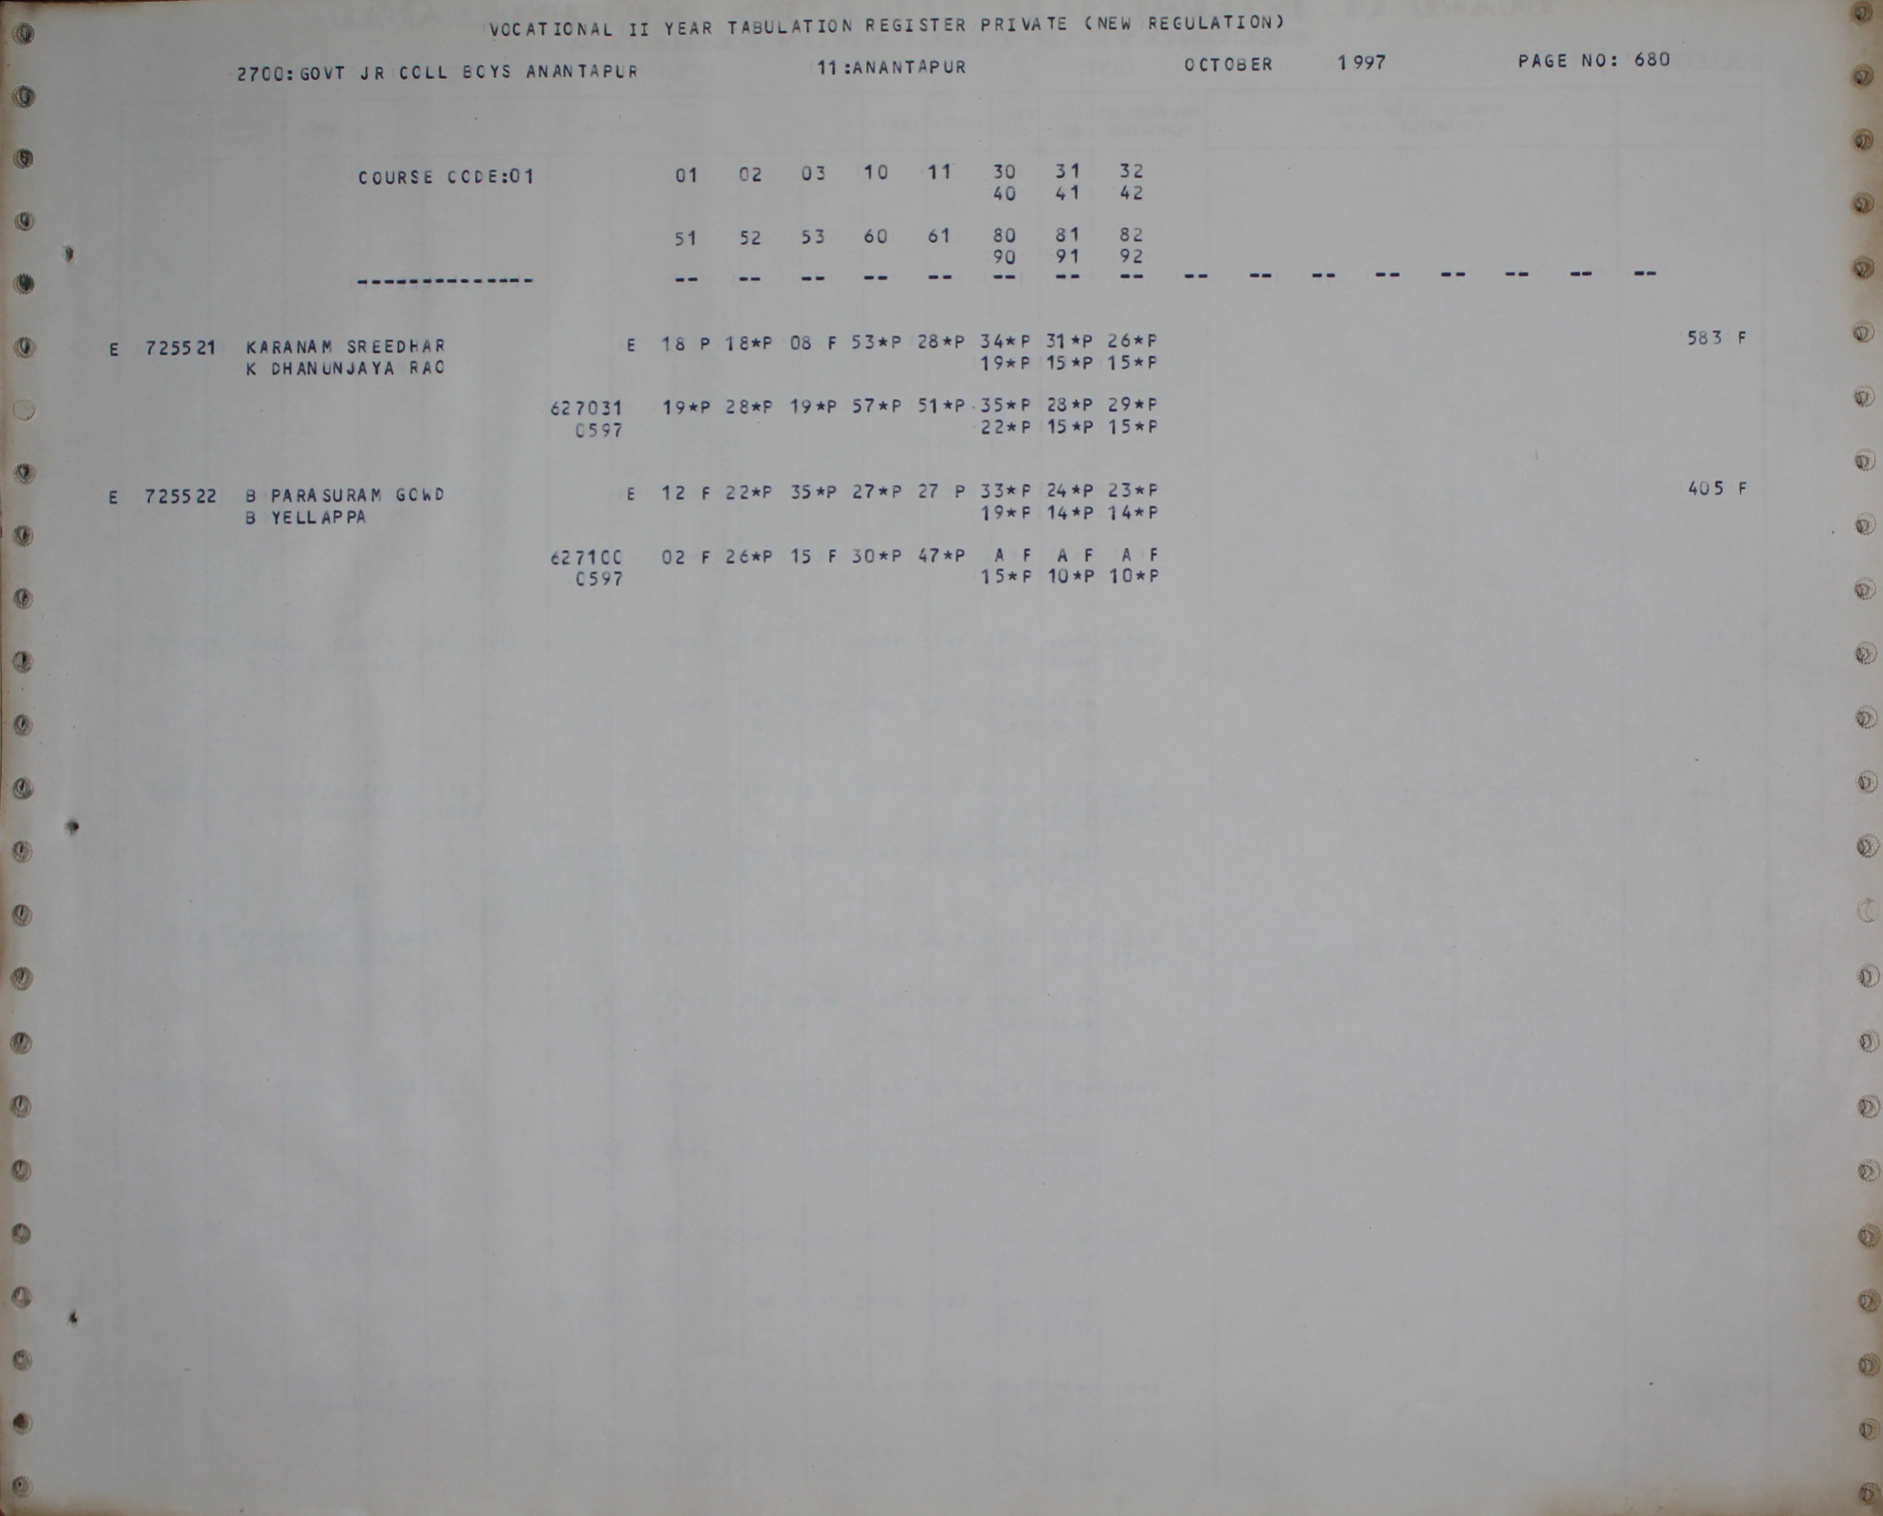 VOCATIONAL II YEAR TABULATION REGISTER PRIVATE (NEW REGULATION)
2700:GOVT JR COLL BCYS ANANTAPUR 11:ANANTAPUR OCTOBER 1997 PAGE NO: 680
COURSE CCDE:01 01 02 03 10 11 30 31 32
40 41 42
51 52 53 60 61 80 81 82
90 91 92
-------------- -- -- -- -- -- -- -- -- -- -- -- -- -- -- -- --
E 725521 KARANAM SREEDHAR E 18 P 18*P 08 F 53*P 28*P 34*P 31*P 26*P 583 F
K DHANUNJAYA RAC 19*P 15*P 15*P
627031 19*P 28*P 19*P 57*P 51*P 35*P 28*P 29*P
0597 22*P 15*P 15*P
E 725522 B PARASURAM GOWD E 12 F 22*P 35*P 27*P 27 P 33*P 24*P 23*P 405 F
B YELLAPPA 19*P 14*P 14*P
627100 02 F 26*P 15 F 30*P 47*P A F A F A F
0597 15*P 10*P 10*P